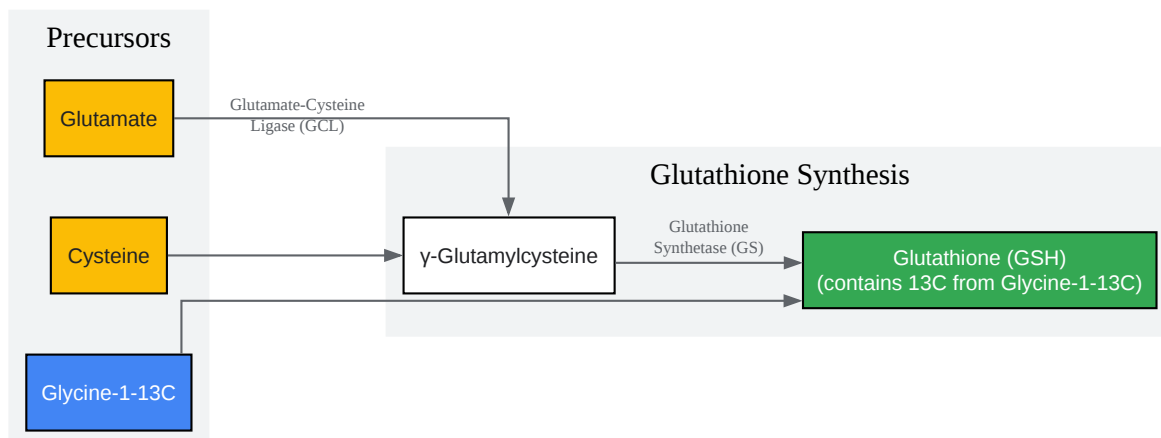 Precursors
Glutamate
Glutamate-Cysteine
Ligase (GCL)
Glutathione Synthesis
Cysteine
γ-Glutamylcysteine
Glutathione
Synthetase (GS)
Glutathione (GSH)
(contains 13C from Glycine-1-13C)
Glycine-1-13C